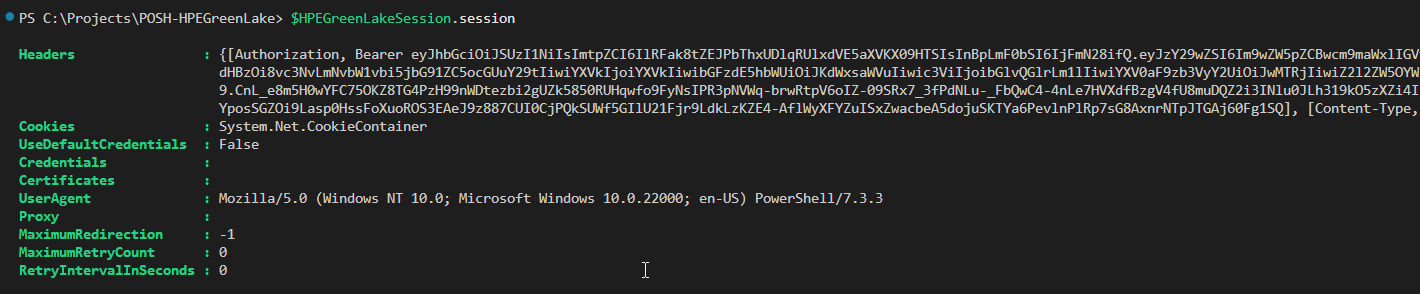 PS C:\Projects\POSH-HPEGreenLake> $HPEGreenLakeSession.session
Headers : {[Authorization, Bearer eyJhbGciOiJSUzI1NiIsImtpZCI6IlRFak8tZEJPbThxUDlqRUlxdVE5aXVKX09HTSIsInBpLmF0bSI6IjFmN28ifQ.eyJzY29wZSI6Im9wZW5pZCBwcm9maWxlIGV
dHBzOi8vc3NvLmNvbW1vbi5jbG91ZC5ocGUuY29tIiwiYXVkIjoiYXVkIiwibGFzdE5hbWUiOiJKdWxsaWVuIiwic3ViIjoibGlvQGlrLm1lIiwiYXV0aF9zb3VyY2UiOiJwMTRjIiwiZ2l2ZW5OYW
9.CnL_e8m5H0wYFC75OKZ8TG4PzH99nWDtezbi2gUZk5850RUHqwfo9FyNsIPR3pNVWq-brwRtpV6oIZ-09SRx7_3fPdNLu-_FbQwC4-4nLe7HVXdfBzgV4fU8muDQZ2i3INlu0JLh319kO5zXZi4I
YposSGZOi9Lasp0HssFoXuoROS3EAeJ9z887CUI0CjPQkSUWf5GIlU21Fjr9LdkLzKZE4-AflWyXFYZuISxZwacbeA5dojuSKTYa6PevlnPlRp7sG8AxnrNTpJTGAj60Fg1SQ], [Content-Type,
Cookies : System.Net.CookieContainer
UseDefaultCredentials : False
Credentials :
Certificates :
UserAgent : Mozilla/5.0 (Windows NT 10.0; Microsoft Windows 10.0.22000; en-US) PowerShell/7.3.3
Proxy :
MaximumRedirection : -1
MaximumRetryCount : 0
RetryIntervalInSeconds : 0